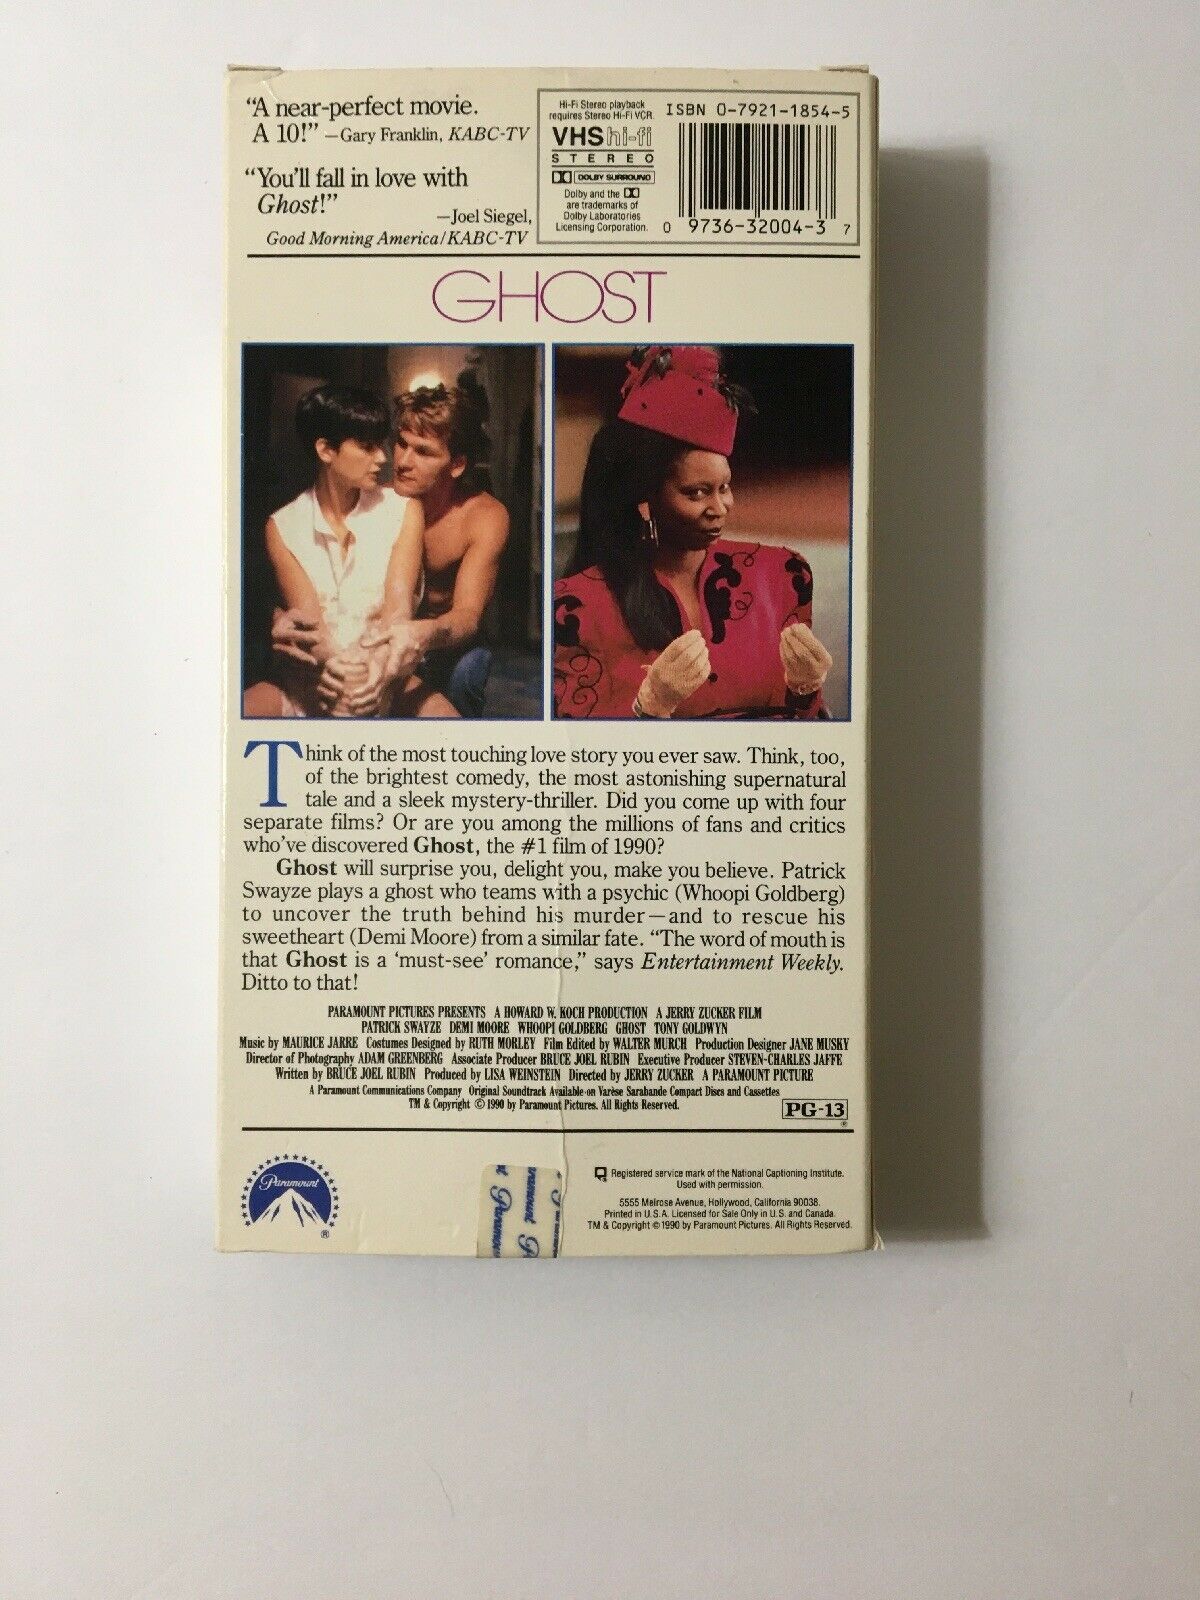 “A near-perfect movie.
A 10!” —Gary Franklin, KABC-TV
“You'll fall in love with
Ghost!”
—Joel Siegel,
Good Morning America/KABC-TV
Hi-Fi Stereo playback
requires Stereo Hi-Fi VCR.
VHS hi-fi
STEREO
DOLBY SURROUND
Dolby and the
are trademarks of
Dolby Laboratories
Licensing Corporation.
ISBN 0-7921-1854-5
0 9736-32004-3 7
GHOST
Think of the most touching love story you ever saw. Think, too,
of the brightest comedy, the most astonishing supernatural
tale and a sleek mystery-thriller. Did you come up with four
separate films? Or are you among the millions of fans and critics
who've discovered Ghost, the #1 film of 1990?
Ghost will surprise you, delight you, make you believe. Patrick
Swayze plays a ghost who teams with a psychic (Whoopi Goldberg)
to uncover the truth behind his murder—and to rescue his
sweetheart (Demi Moore) from a similar fate. “The word of mouth is
that Ghost is a ‘must-see’ romance,” says Entertainment Weekly.
Ditto to that!
PARAMOUNT PICTURES PRESENTS A HOWARD W. KOCH PRODUCTION A JERRY ZUCKER FILM
PATRICK SWAYZE DEMI MOORE WHOOPI GOLDBERG GHOST TONY GOLDWYN
Music by MAURICE JARRE Costumes Designed by RUTH MORLEY Film Edited by WALTER MURCH Production Designer JANE MUSKY
Director of Photography ADAM GREENBERG Associate Producer BRUCE JOEL RUBIN Executive Producer STEVEN-CHARLES JAFFE
Written by BRUCE JOEL RUBIN Produced by LISA WEINSTEIN Directed by JERRY ZUCKER A PARAMOUNT PICTURE
A Paramount Communications Company Original Soundtrack Available on Varèse Sarabande Compact Discs and Cassettes
TM & Copyright © 1990 by Paramount Pictures. All Rights Reserved.
PG-13
®
Paramount
®
Paramount
Registered service mark of the National Captioning Institute.
Used with permission.
5555 Melrose Avenue, Hollywood, California 90038.
Printed in U.S.A. Licensed for Sale Only in U.S. and Canada.
TM & Copyright © 1990 by Paramount Pictures. All Rights Reserved.